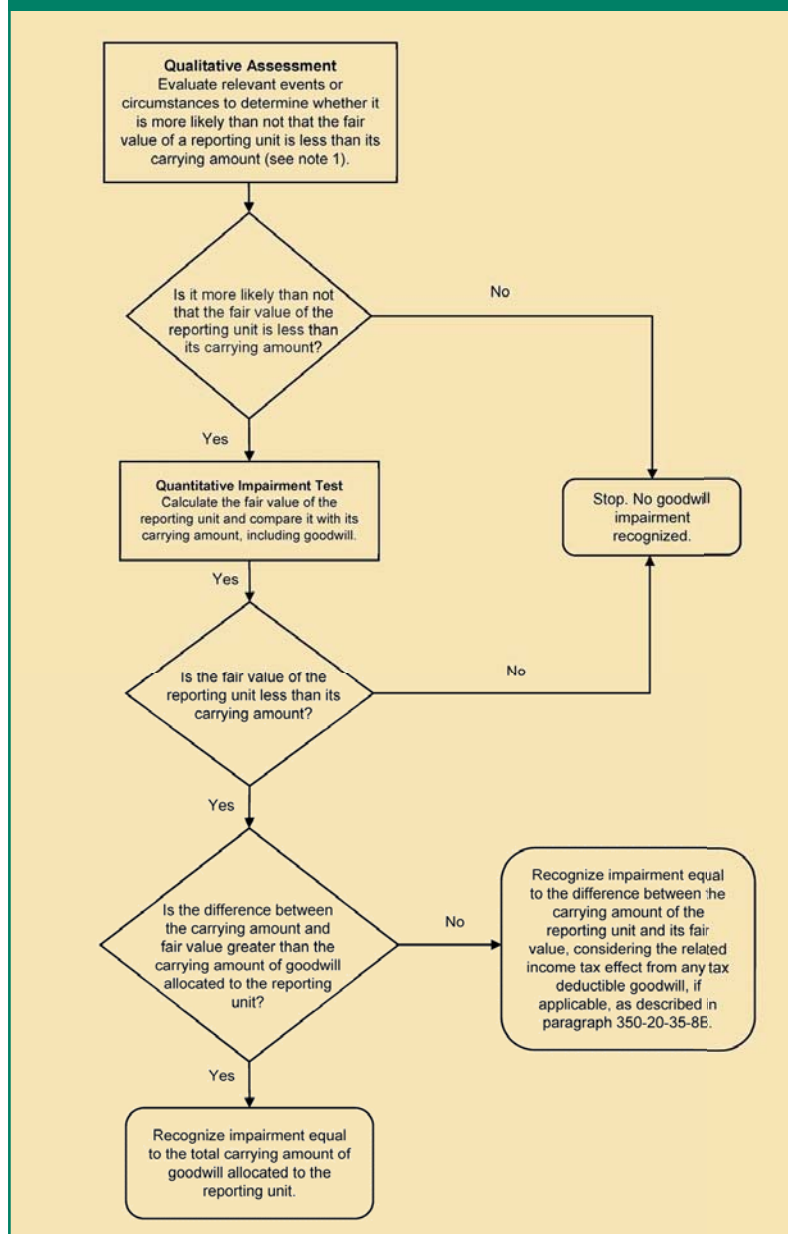 Qualitative Assessment
Evaluate relevant events or
circumstances to determine whether it
is more likely than not that the fair
value of a reporting unit is less than its
carrying amount (see note 1).
Is it more likely than not
that the fair value of the
reporting unit is less than
its carrying amount?
No
Yes
Quantitative Impairment Test
Calculate the fair value of the
reporting unit and compare it with its
carrying amount, including goodwill.
Stop. No goodwill
impairment
recognized.
Yes
Is the fair value of the
reporting unit less than its
carrying amount?
No
Yes
Is the difference between
the carrying amount and
fair value greater than the
carrying amount of goodwill
allocated to the reporting
unit?
No
Recognize impairment equal
to the difference between the
carrying amount of the
reporting unit and its fair
value, considering the related
income tax effect from any tax
deductible goodwill, if
applicable, as described in
paragraph 350-20-35-8B.
Yes
Recognize impairment equal
to the total carrying amount of
goodwill allocated to the
reporting unit.